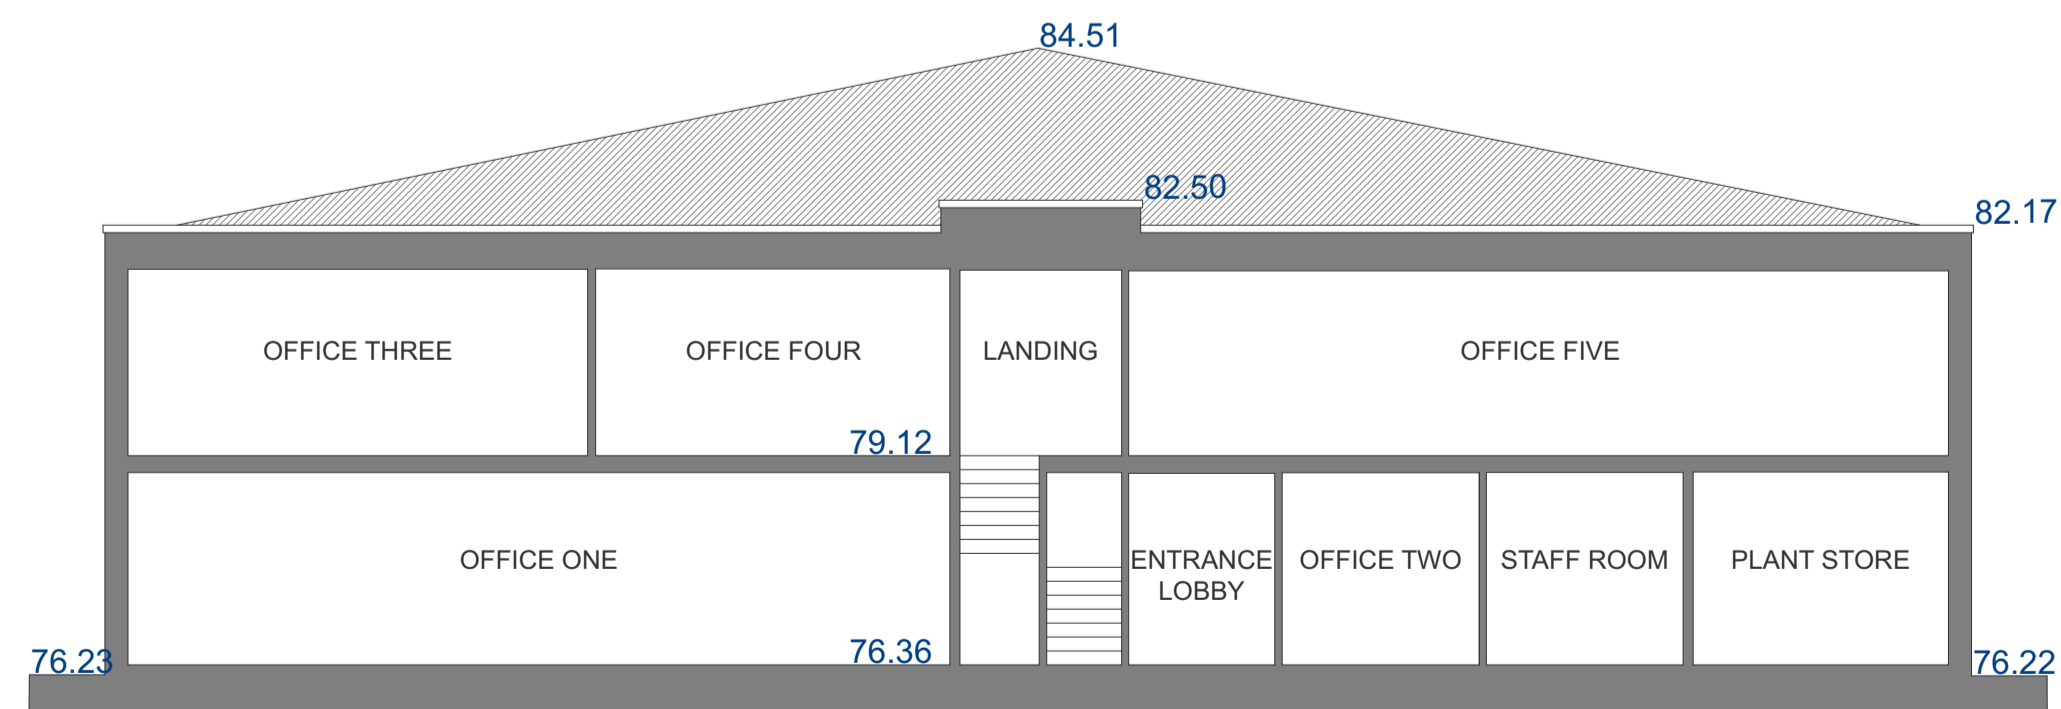 84.51
82.50
82.17
OFFICE THREE
OFFICE FOUR
LANDING
OFFICE FIVE
79.12
OFFICE ONE
ENTRANCE
LOBBY
OFFICE TWO
STAFF ROOM
PLANT STORE
76.23
76.36
76.22